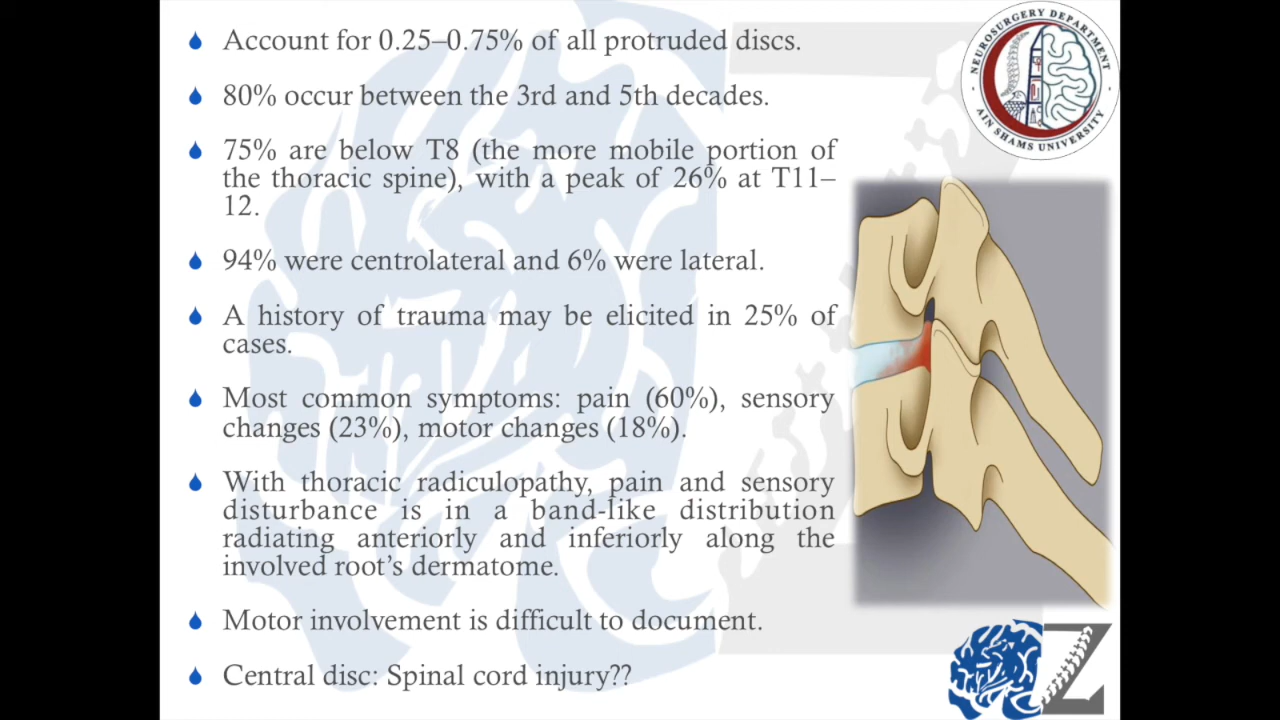 Account for 0.25–0.75% of all protruded discs.
80% occur between the 3rd and 5th decades.
75% are below T8 (the more mobile portion of
the thoracic spine), with a peak of 26% at T11–
12.
94% were centrolateral and 6% were lateral.
A history of trauma may be elicited in 25% of
cases.
Most common symptoms: pain (60%), sensory
changes (23%), motor changes (18%).
With thoracic radiculopathy, pain and sensory
disturbance is in a band-like distribution
radiating anteriorly and inferiorly along the
involved root's dermatome.
Motor involvement is difficult to document.
Central disc: Spinal cord injury??
NEUROSURGERY DEPARTMENT
AIN SHAMS UNIVERSITY
Z